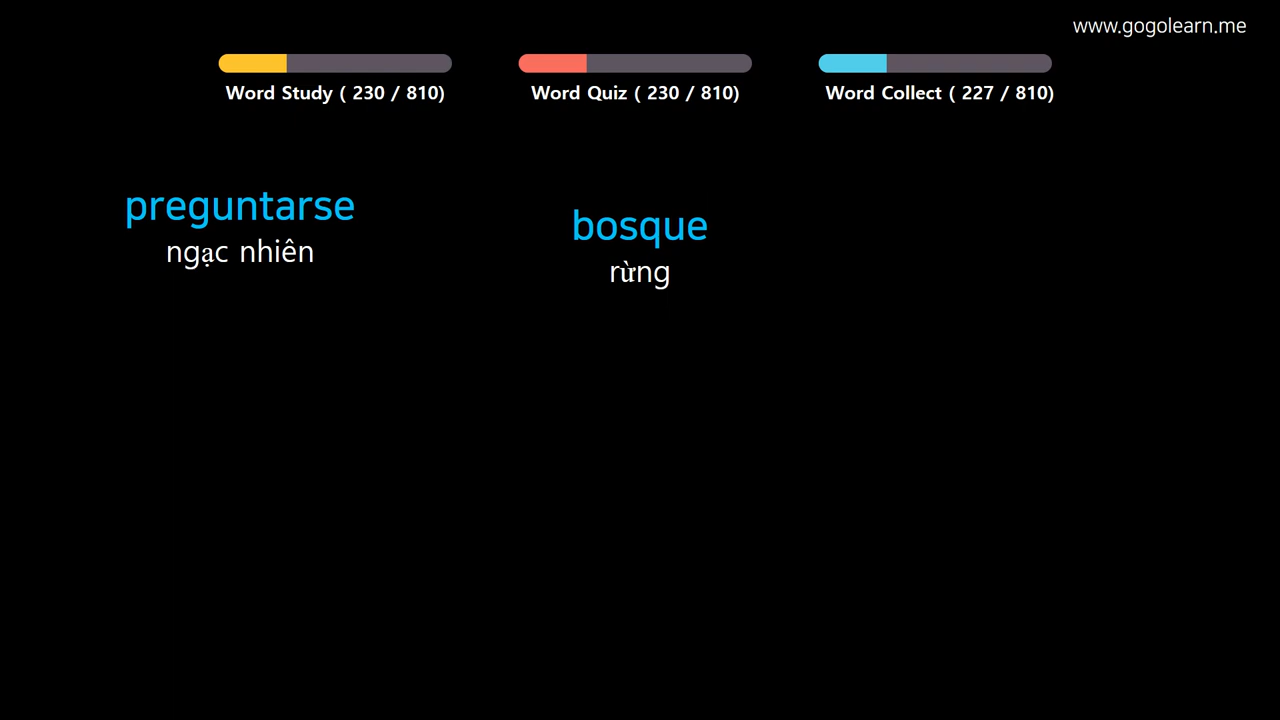 www.gogolearn.me
Word Study ( 230 / 810)
Word Quiz ( 230 / 810)
Word Collect ( 227 / 810)
preguntarse
ngạc nhiên
bosque
rừng